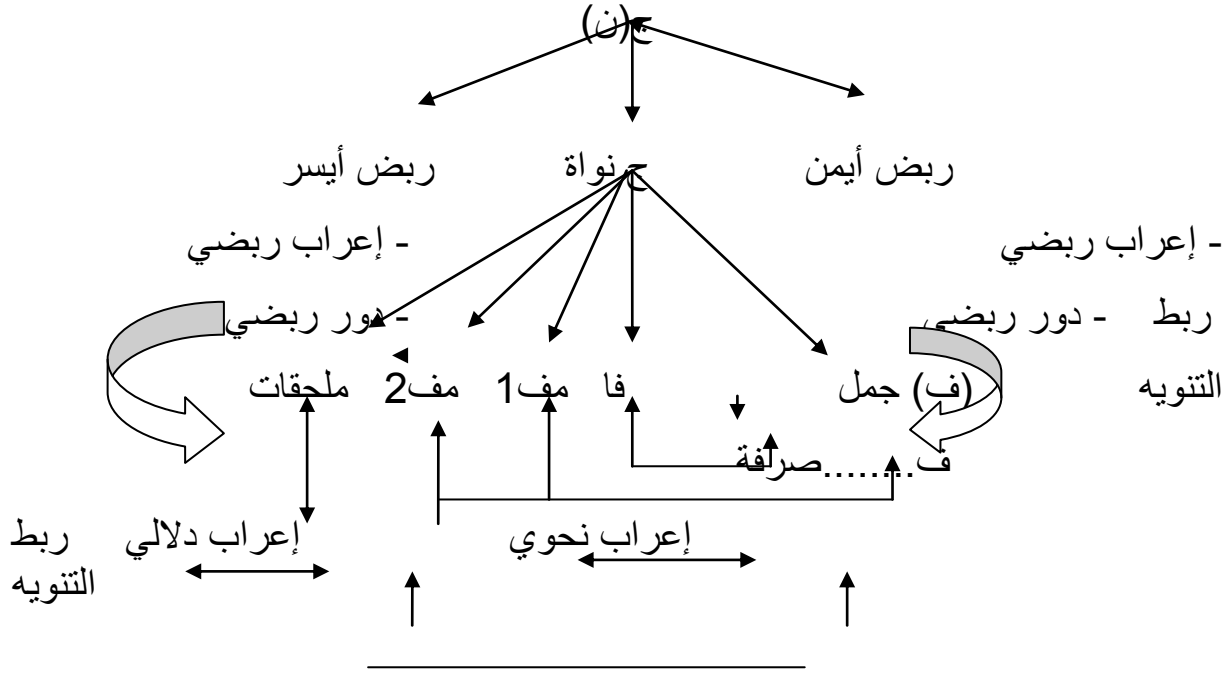 ج(ن)
ربض أيمن ج نواة ربض أيسر
- إعراب ربضي - إعراب ربضي
ربط - دور ربضي - دور ربضي
التنويه (ف) جمل فا مف1 مف2 ملحقات
ف........صرفة
إعراب نحوي إعراب دلالي ربط
التنويه